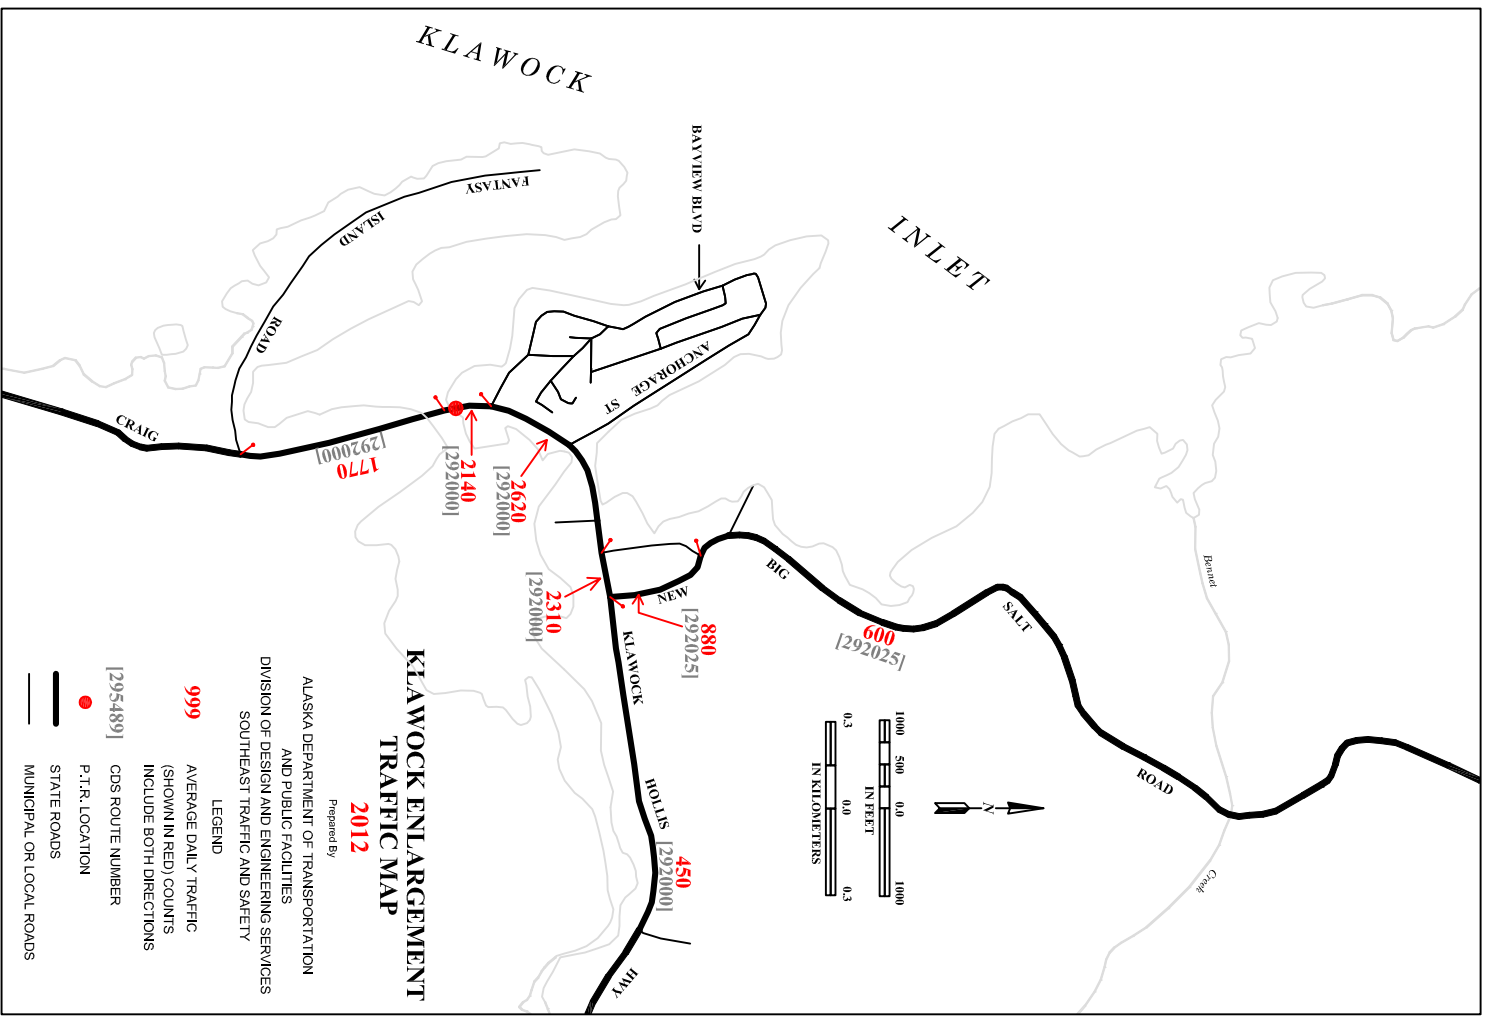 KLAWOCK
INLET
BAYVIEW BLVD
FANTASY
ISLAND
ROAD
ANCHORAGE ST
CRAIG
1770
[292000]
2140
[292000]
2620
[292000]
2310
[292000]
880
[292025]
600
[292025]
NEW
BIG
SALT
ROAD
Bennet
Creek
KLAWOCK
HOLLIS
HWY
450
[292000]
N
1000 500 0.0 1000
IN FEET
0.3 0.0 0.3
IN KILOMETERS
KLAWOCK ENLARGEMENT
TRAFFIC MAP
2012
Prepared By
ALASKA DEPARTMENT OF TRANSPORTATION
AND PUBLIC FACILITIES
DIVISION OF DESIGN AND ENGINEERING SERVICES
SOUTHEAST TRAFFIC AND SAFETY
LEGEND
999 AVERAGE DAILY TRAFFIC
(SHOWN IN RED) COUNTS
INCLUDE BOTH DIRECTIONS
[295489] CDS ROUTE NUMBER
P.T.R. LOCATION
STATE ROADS
MUNICIPAL OR LOCAL ROADS